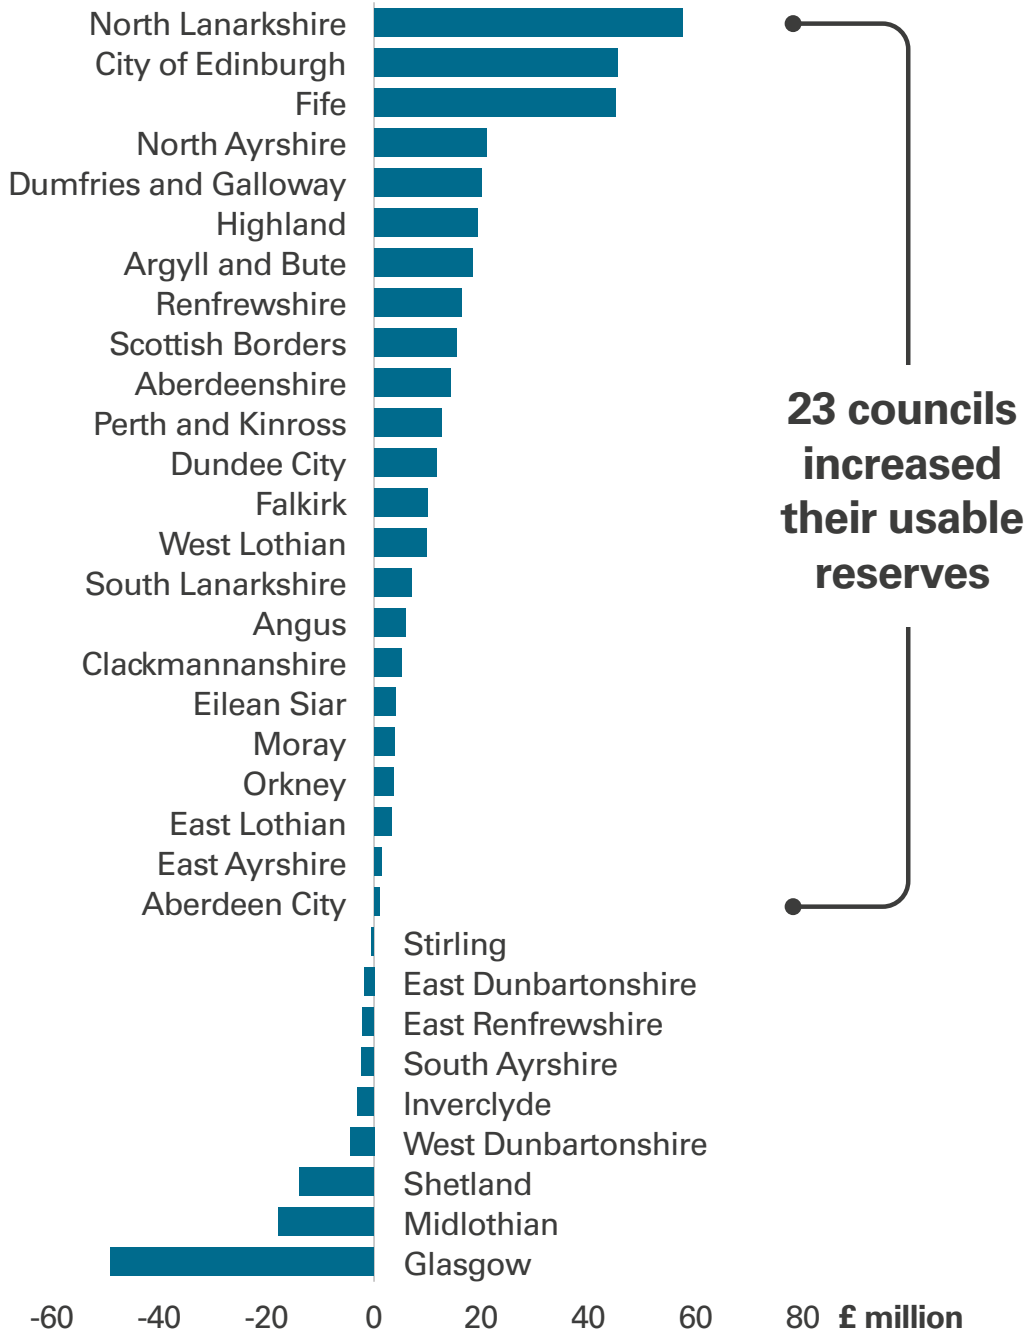 North Lanarkshire
City of Edinburgh
Fife
North Ayrshire
Dumfries and Galloway
Highland
Argyll and Bute
Renfrewshire
Scottish Borders
Aberdeenshire
Perth and Kinross
Dundee City
Falkirk
West Lothian
South Lanarkshire
Angus
Clackmannanshire
Eilean Siar
Moray
Orkney
East Lothian
East Ayrshire
Aberdeen City
23 councils
increased
their usable
reserves
Stirling
East Dunbartonshire
East Renfrewshire
South Ayrshire
Inverclyde
West Dunbartonshire
Shetland
Midlothian
Glasgow
-60 -40 -20 0 20 40 60 80 £ million